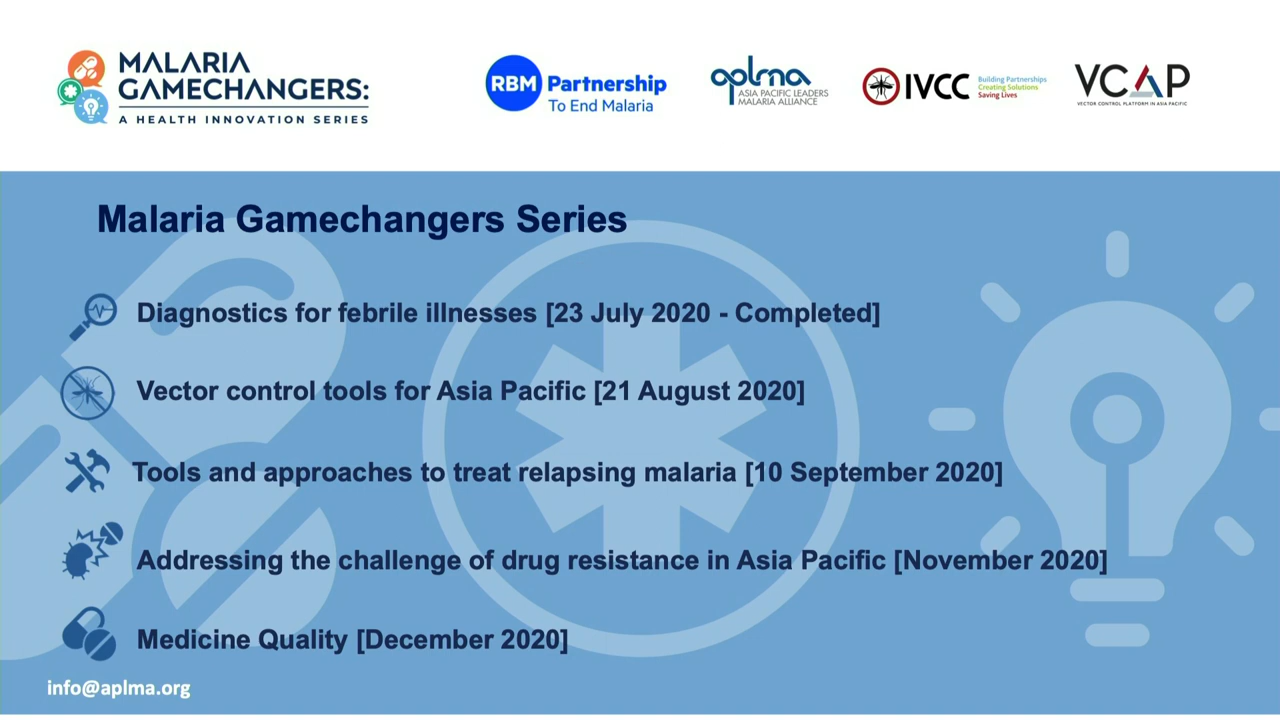 MALARIA
GAMECHANGERS:
A HEALTH INNOVATION SERIES
RBM Partnership
To End Malaria
aplma
ASIA PACIFIC LEADERS
MALARIA ALLIANCE
IVCC
Building Partnerships
Creating Solutions
Saving Lives
VCAP
VECTOR CONTROL PLATFORM IN ASIA PACIFIC
Malaria Gamechangers Series
Diagnostics for febrile illnesses [23 July 2020 - Completed]
Vector control tools for Asia Pacific [21 August 2020]
Tools and approaches to treat relapsing malaria [10 September 2020]
Addressing the challenge of drug resistance in Asia Pacific [November 2020]
Medicine Quality [December 2020]
info@aplma.org